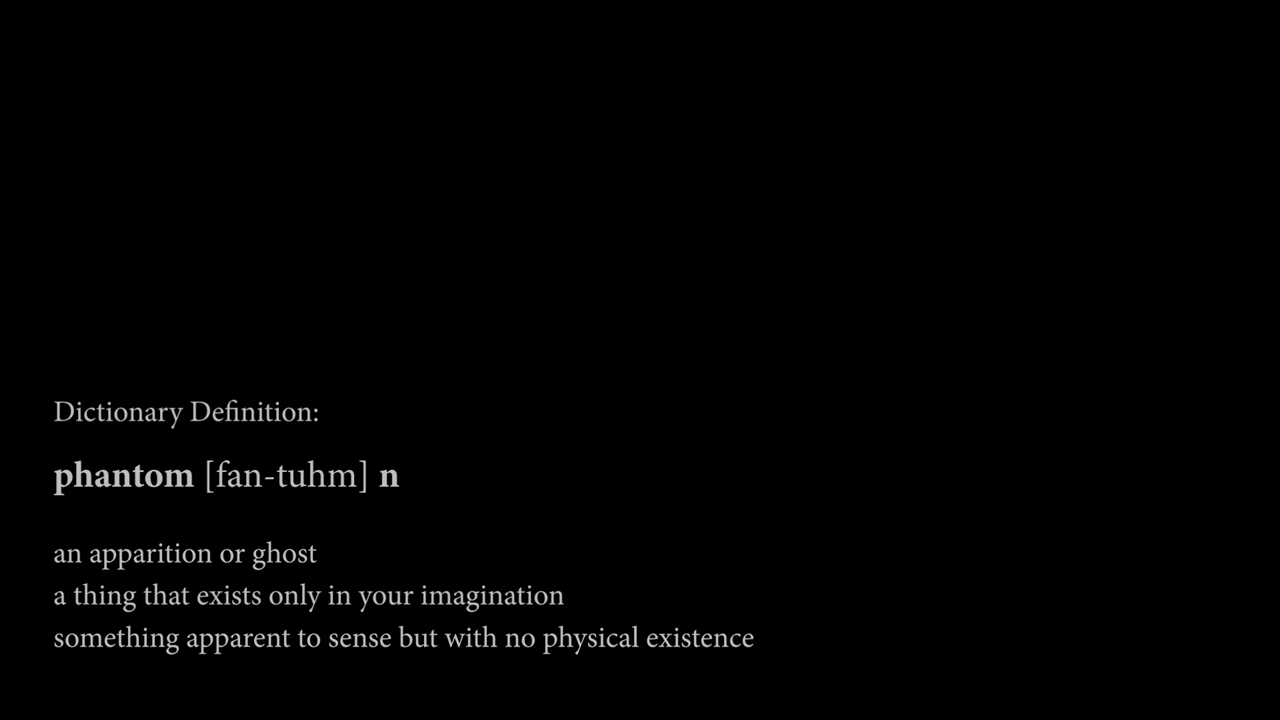 Dictionary Definition:
phantom [fan-tuhm] n
an apparition or ghost
a thing that exists only in your imagination
something apparent to sense but with no physical existence